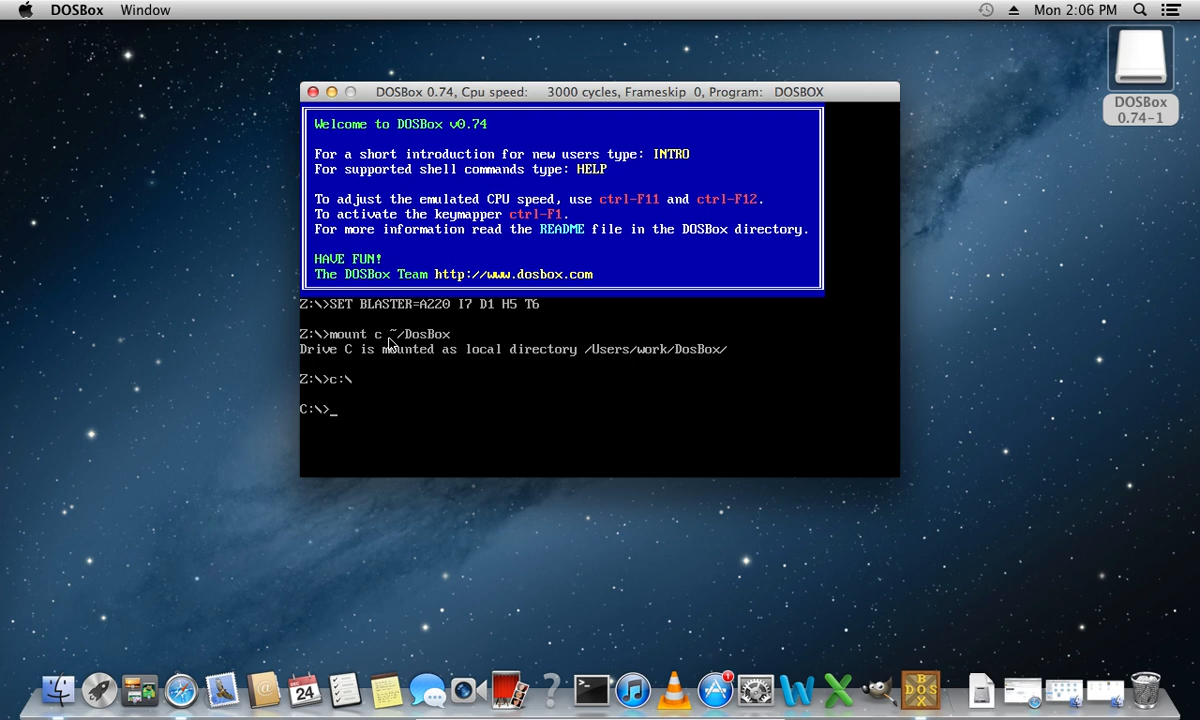 DOSBox Window Mon 2:06 PM
DOSBox 0.74, Cpu speed: 3000 cycles, Frameskip 0, Program: DOSBOX
Welcome to DOSBox v0.74
For a short introduction for new users type: INTRO
For supported shell commands type: HELP
To adjust the emulated CPU speed, use ctrl-F11 and ctrl-F12.
To activate the keymapper ctrl-F1.
For more information read the README file in the DOSBox directory.
HAVE FUN!
The DOSBox Team http://www.dosbox.com
Z:\>SET BLASTER=A220 I7 D1 H5 T6
Z:\>mount c ~/DosBox
Drive C is mounted as local directory /Users/work/DosBox/
Z:\>c:\
C:\>_
DOSBox
0.74-1
24
1
B
DOS
X